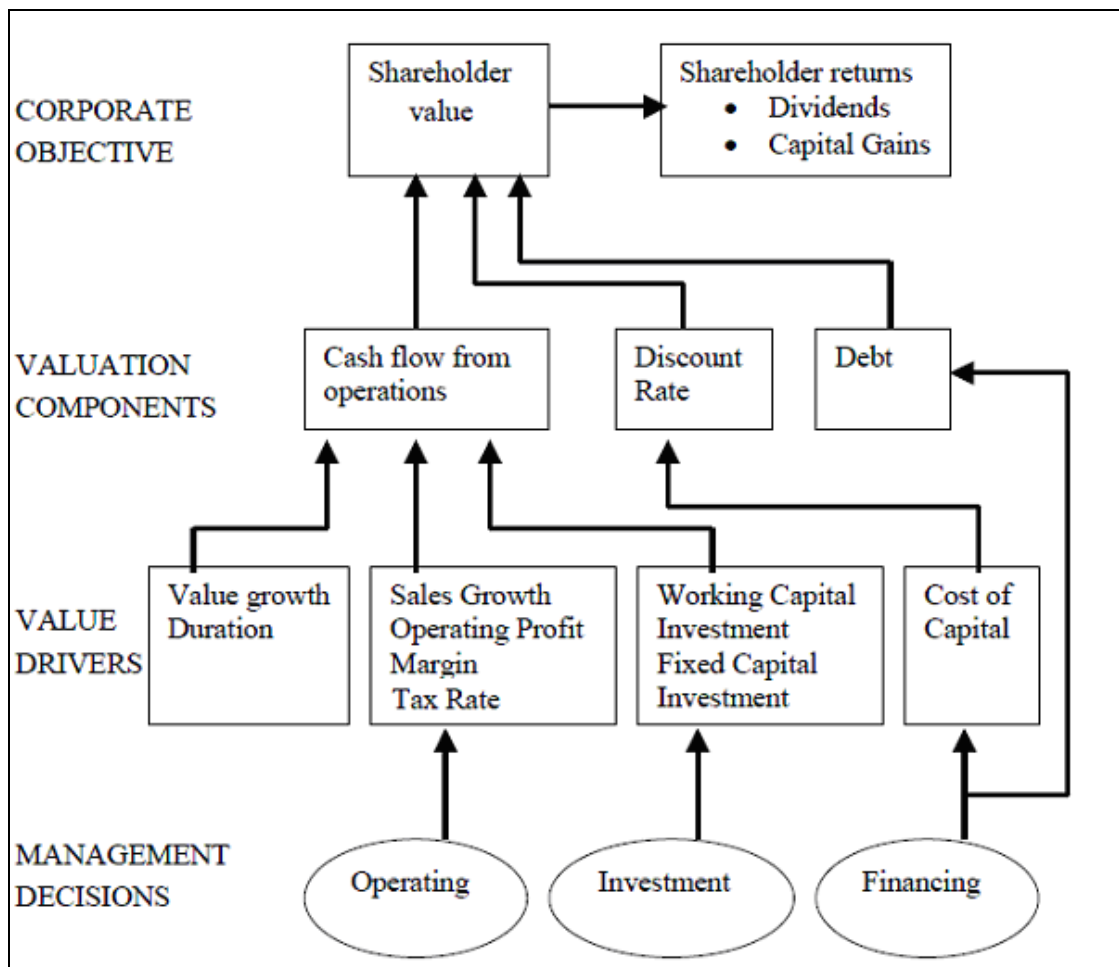 CORPORATE
OBJECTIVE
Shareholder
value
Shareholder returns
• Dividends
• Capital Gains
VALUATION
COMPONENTS
Cash flow from
operations
Discount
Rate
Debt
VALUE
DRIVERS
Value growth
Duration
Sales Growth
Operating Profit
Margin
Tax Rate
Working Capital
Investment
Fixed Capital
Investment
Cost of
Capital
MANAGEMENT
DECISIONS
Operating
Investment
Financing